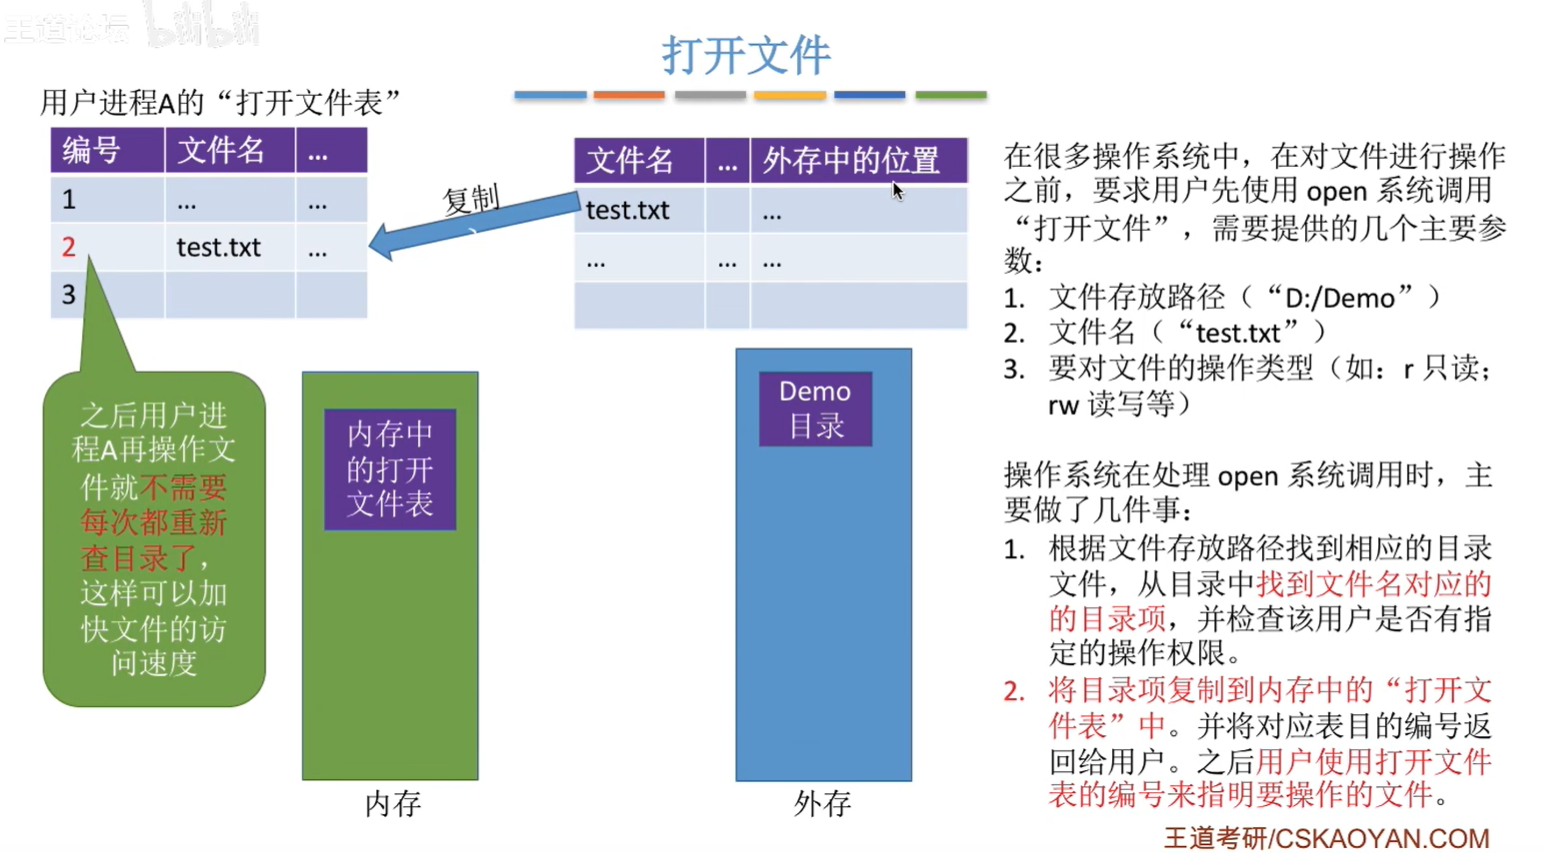 王道论坛 bilibili
打开文件
用户进程A的“打开文件表”
编号 文件名 ...
1 ... ...
2 test.txt ...
3
复制
文件名 ... 外存中的位置
test.txt ...
... ... ...
之后用户进
程A再操作文
件就不需要
每次都重新
查目录了，
这样可以加
快文件的访
问速度
内存中
的打开
文件表
内存
Demo
目录
外存
在很多操作系统中，在对文件进行操作
之前，要求用户先使用 open 系统调用
“打开文件”，需要提供的几个主要参
数：
1. 文件存放路径（“D:/Demo”）
2. 文件名（“test.txt”）
3. 要对文件的操作类型（如：r 只读；
rw 读写等）
操作系统在处理 open 系统调用时，主
要做了几件事：
1. 根据文件存放路径找到相应的目录
文件，从目录中找到文件名对应的
的目录项，并检查该用户是否有指
定的操作权限。
2. 将目录项复制到内存中的“打开文
件表”中。并将对应表目的编号返
回给用户。之后用户使用打开文件
表的编号来指明要操作的文件。
王道考研/CSKAOYAN.COM